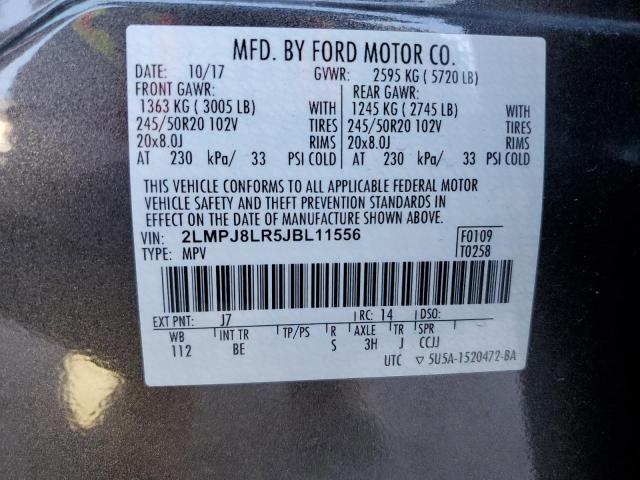 MFD. BY FORD MOTOR CO.
DATE: 10/17 GVWR: 2595 KG ( 5720 LB)
FRONT GAWR: REAR GAWR:
1363 KG ( 3005 LB) WITH 1245 KG ( 2745 LB) WITH
245/50R20 102V TIRES 245/50R20 102V TIRES
20x8.0J RIMS 20x8.0J RIMS
AT 230 kPa/ 33 PSI COLD AT 230 kPa/ 33 PSI COLD
THIS VEHICLE CONFORMS TO ALL APPLICABLE FEDERAL MOTOR
VEHICLE SAFETY AND THEFT PREVENTION STANDARDS IN
EFFECT ON THE DATE OF MANUFACTURE SHOWN ABOVE.
VIN: 2LMPJ8LR5JBL11556 F0109
TYPE: MPV T0258
EXT PNT: J7 RC: 14 DSO:
WB INT TR TP/PS R AXLE TR SPR
112 BE S 3H J CCJJ
UTC ▽ 5U5A-1520472-BA